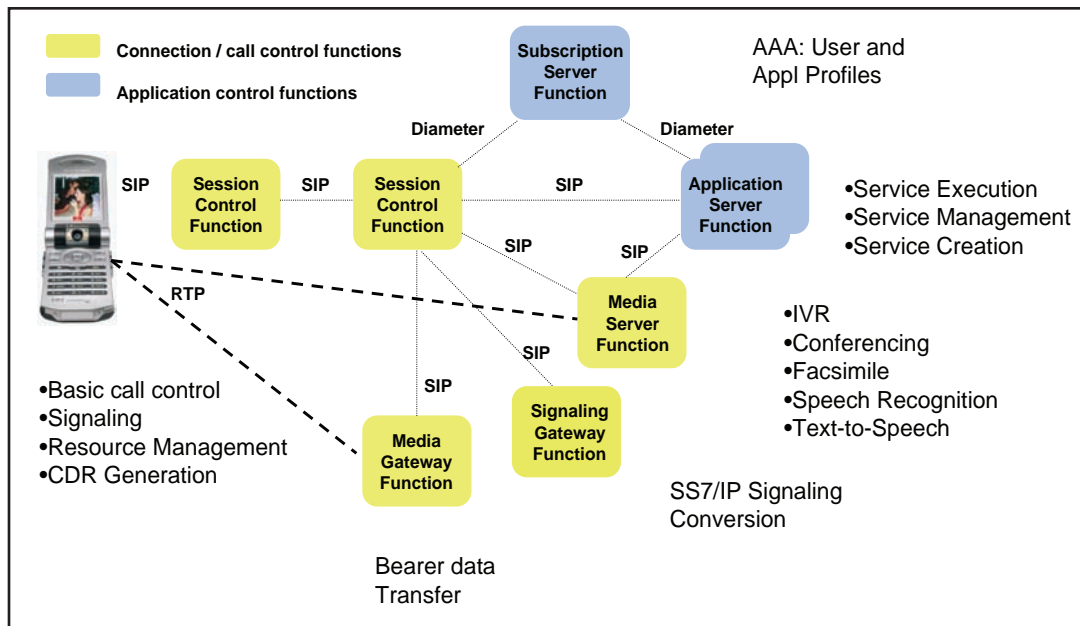 Connection / call control functions
Application control functions
Subscription
Server
Function
AAA: User and
Appl Profiles
Diameter
Diameter
SIP
Session
Control
Function
SIP
Session
Control
Function
SIP
Application
Server
Function
•Service Execution
•Service Management
•Service Creation
SIP
SIP
RTP
Media
Server
Function
•IVR
•Conferencing
•Facsimile
•Speech Recognition
•Text-to-Speech
SIP
SIP
•Basic call control
•Signaling
•Resource Management
•CDR Generation
Media
Gateway
Function
Signaling
Gateway
Function
SS7/IP Signaling
Conversion
Bearer data
Transfer